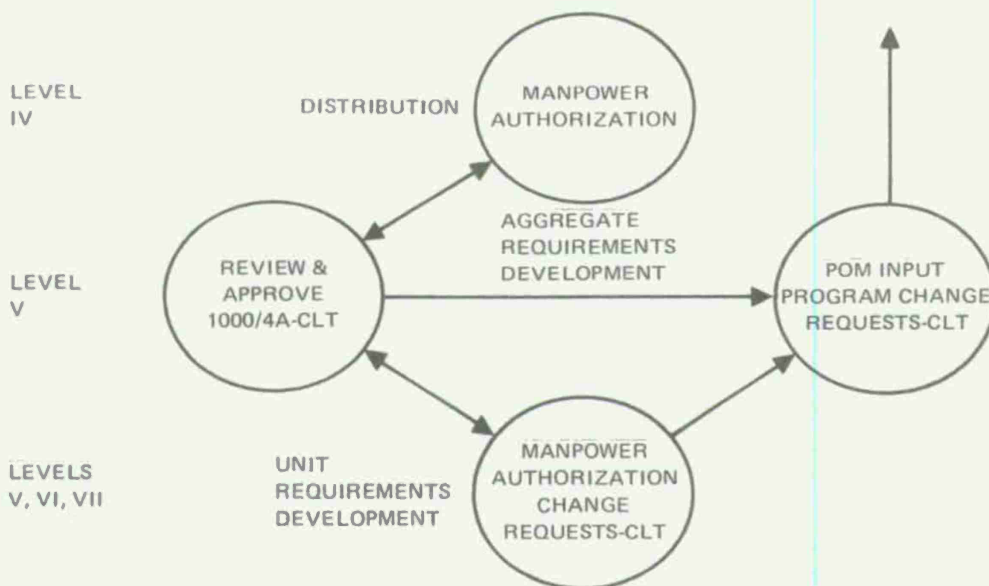 LEVEL
IV
DISTRIBUTION
MANPOWER
AUTHORIZATION
AGGREGATE
REQUIREMENTS
DEVELOPMENT
LEVEL
V
REVIEW &
APPROVE
1000/4A-CLT
POM INPUT
PROGRAM CHANGE
REQUESTS-CLT
LEVELS
V, VI, VII
UNIT
REQUIREMENTS
DEVELOPMENT
MANPOWER
AUTHORIZATION
CHANGE
REQUESTS-CLT